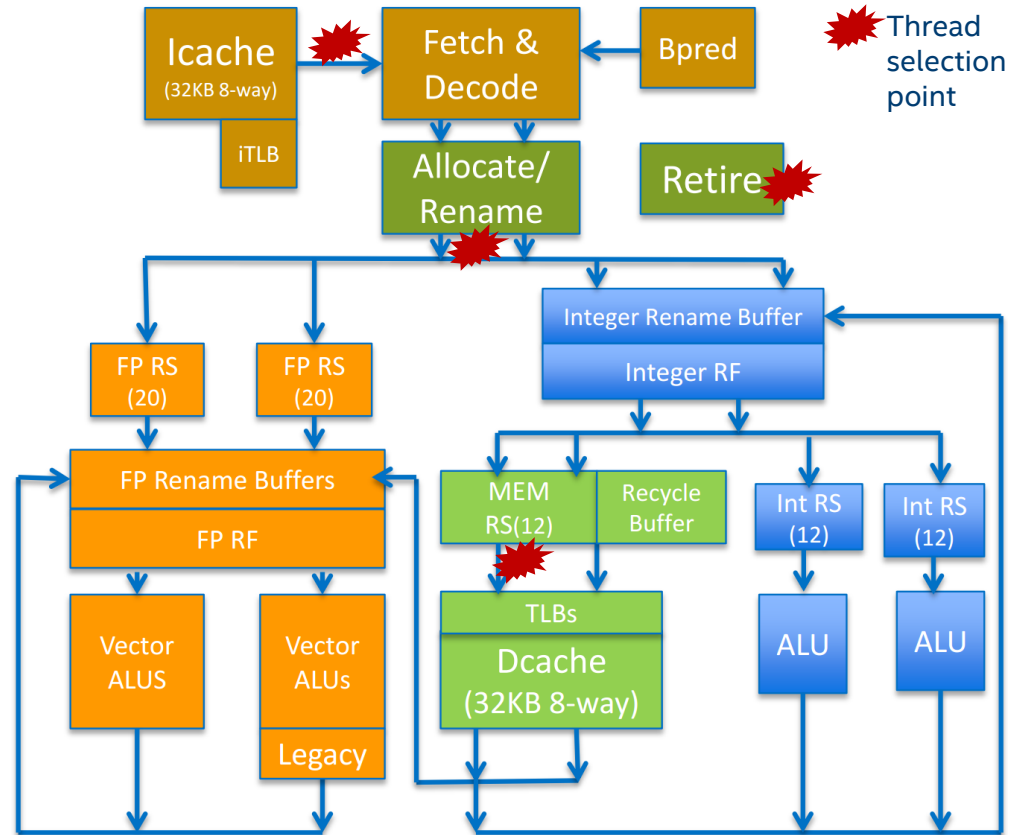 Icache
(32KB 8-way)
iTLB
Fetch &
Decode
Bpred
Thread
selection
point
Allocate/
Rename
Retire
FP RS
(20)
FP RS
(20)
Integer Rename Buffer
Integer RF
FP Rename Buffers
FP RF
MEM
RS(12)
Recycle
Buffer
Int RS
(12)
Int RS
(12)
Vector
ALUS
Vector
ALUs
Legacy
TLBs
Dcache
(32KB 8-way)
ALU
ALU